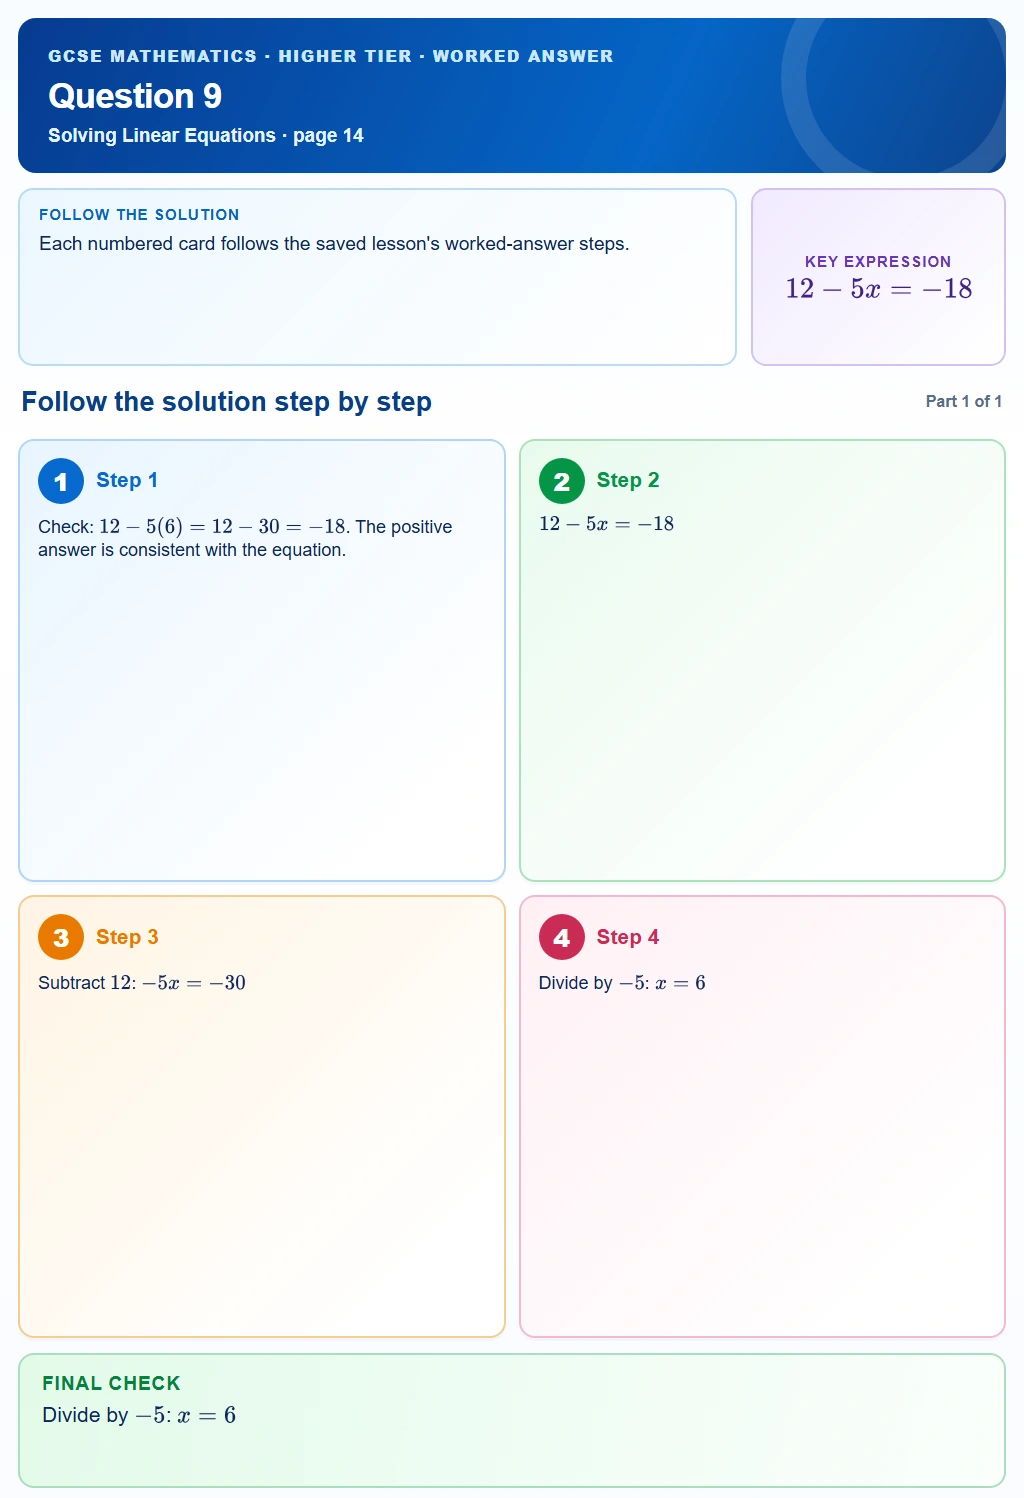 GCSE MATHEMATICS · HIGHER TIER · WORKED ANSWER
Question 9
Solving Linear Equations · page 14
FOLLOW THE SOLUTION
Each numbered card follows the saved lesson's worked-answer steps.
KEY EXPRESSION
12 − 5x = −18
Follow the solution step by step
Part 1 of 1
1 Step 1
Check: 12 − 5(6) = 12 − 30 = −18. The positive
answer is consistent with the equation.
2 Step 2
12 − 5x = −18
3 Step 3
Subtract 12: −5x = −30
4 Step 4
Divide by −5: x = 6
FINAL CHECK
Divide by −5: x = 6